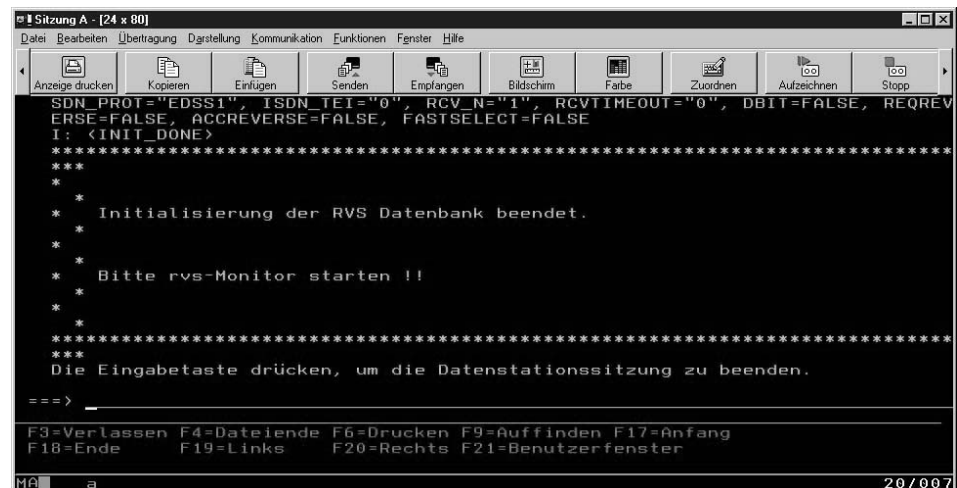 Sitzung A - [24 x 80]
Datei Bearbeiten Übertragung Darstellung Kommunikation Funktionen Fenster Hilfe
Anzeige drucken Kopieren Einfügen Senden Empfangen Bildschirm Farbe Zuordnen Aufzeichnen Stopp
SDN_PROT="EDSS1", ISDN_TEI="0", RCV_N="1", RCVTIMEOUT="0", DBIT=FALSE, REQREV
ERSE=FALSE, ACCREVERSE=FALSE, FASTSELECT=FALSE
I: <INIT_DONE>
*****************************************************************************
***
*
*
* Initialisierung der RVS Datenbank beendet.
*
*
*
* Bitte rvs-Monitor starten !!
*
*
*
*****************************************************************************
***
Die Eingabetaste drücken, um die Datenstationssitzung zu beenden.
===> _
F3=Verlassen F4=Dateiende F6=Drucken F9=Auffinden F17=Anfang
F18=Ende F19=Links F20=Rechts F21=Benutzerfenster
MA a 20/007